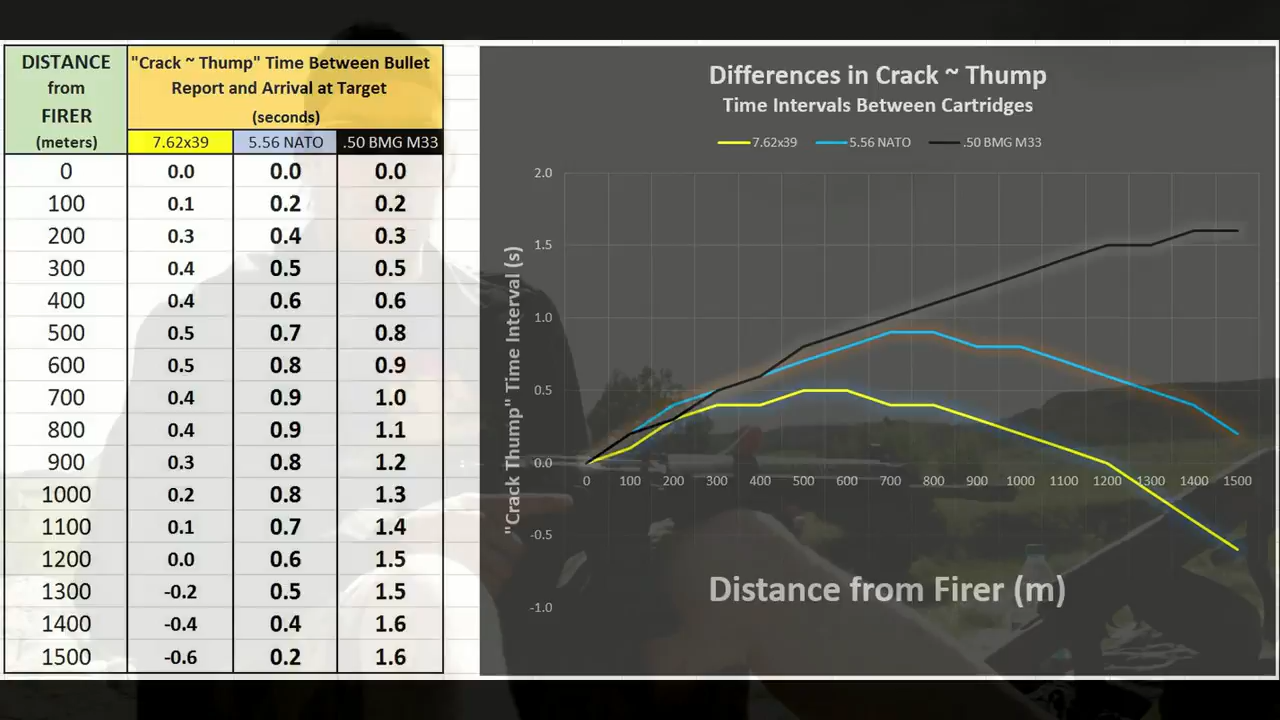 DISTANCE
from
FIRER
(meters)
"Crack ~ Thump" Time Between Bullet
Report and Arrival at Target
(seconds)
7.62x39 5.56 NATO .50 BMG M33
0 0.0 0.0 0.0
100 0.1 0.2 0.2
200 0.3 0.4 0.3
300 0.4 0.5 0.5
400 0.4 0.6 0.6
500 0.5 0.7 0.8
600 0.5 0.8 0.9
700 0.4 0.9 1.0
800 0.4 0.9 1.1
900 0.3 0.8 1.2
1000 0.2 0.8 1.3
1100 0.1 0.7 1.4
1200 0.0 0.6 1.5
1300 -0.2 0.5 1.5
1400 -0.4 0.4 1.6
1500 -0.6 0.2 1.6
Differences in Crack ~ Thump
Time Intervals Between Cartridges
7.62x39 5.56 NATO .50 BMG M33
"Crack Thump" Time Interval (s)
2.0
1.5
1.0
0.5
0.0
-0.5
-1.0
0 100 200 300 400 500 600 700 800 900 1000 1100 1200 1300 1400 1500
Distance from Firer (m)